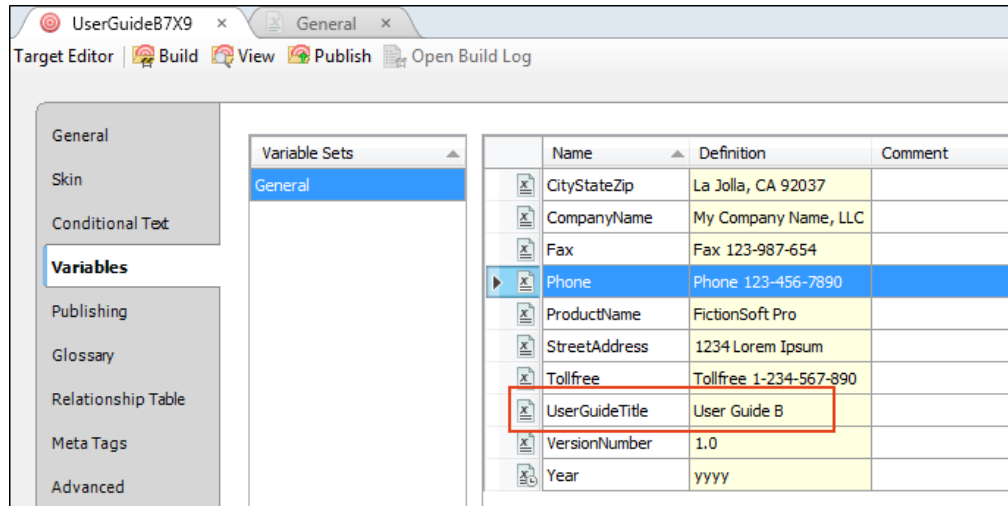 UserGuideB7X9 × General ×
Target Editor Build View Publish Open Build Log
General
Skin
Conditional Text
Variables
Publishing
Glossary
Relationship Table
Meta Tags
Advanced
Variable Sets
General
Name Definition Comment
CityStateZip La Jolla, CA 92037
CompanyName My Company Name, LLC
Fax Fax 123-987-654
Phone Phone 123-456-7890
ProductName FictionSoft Pro
StreetAddress 1234 Lorem Ipsum
Tollfree Tollfree 1-234-567-890
UserGuideTitle User Guide B
VersionNumber 1.0
Year yyyy